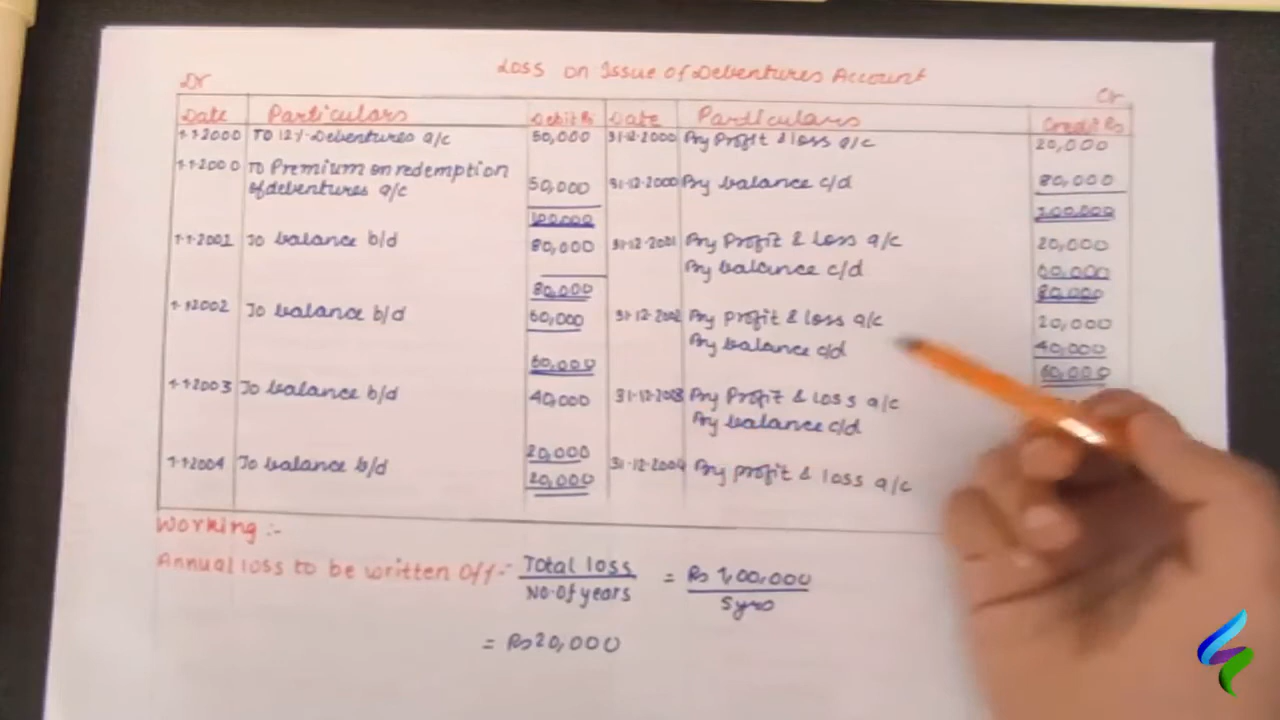 Loss on Issue of Debentures Account
Dr Cr
Date Particulars Debit Rs Date Particulars Credit Rs
1-1-2000 To 12% Debentures a/c 50,000 31-12-2000 By Profit & loss a/c 20,000
1-1-2000 To Premium on redemption
of debentures a/c 50,000 31-12-2000 By balance c/d 80,000
1,00,000 1,00,000
1-1-2001 To balance b/d 80,000 31-12-2001 By Profit & Loss a/c 20,000
By balance c/d 60,000
80,000 80,000
1-1-2002 To balance b/d 60,000 31-12-2002 By profit & loss a/c 20,000
By balance c/d 40,000
60,000 60,000
1-1-2003 To balance b/d 40,000 31-12-2003 By Profit & Loss a/c
By balance c/d
20,000
1-1-2004 To balance b/d 20,000 31-12-2004 By profit & loss a/c
Working :-
Annual loss to be written off :- Total loss = Rs 1,00,000
No. of years 5yrs
= Rs 20,000